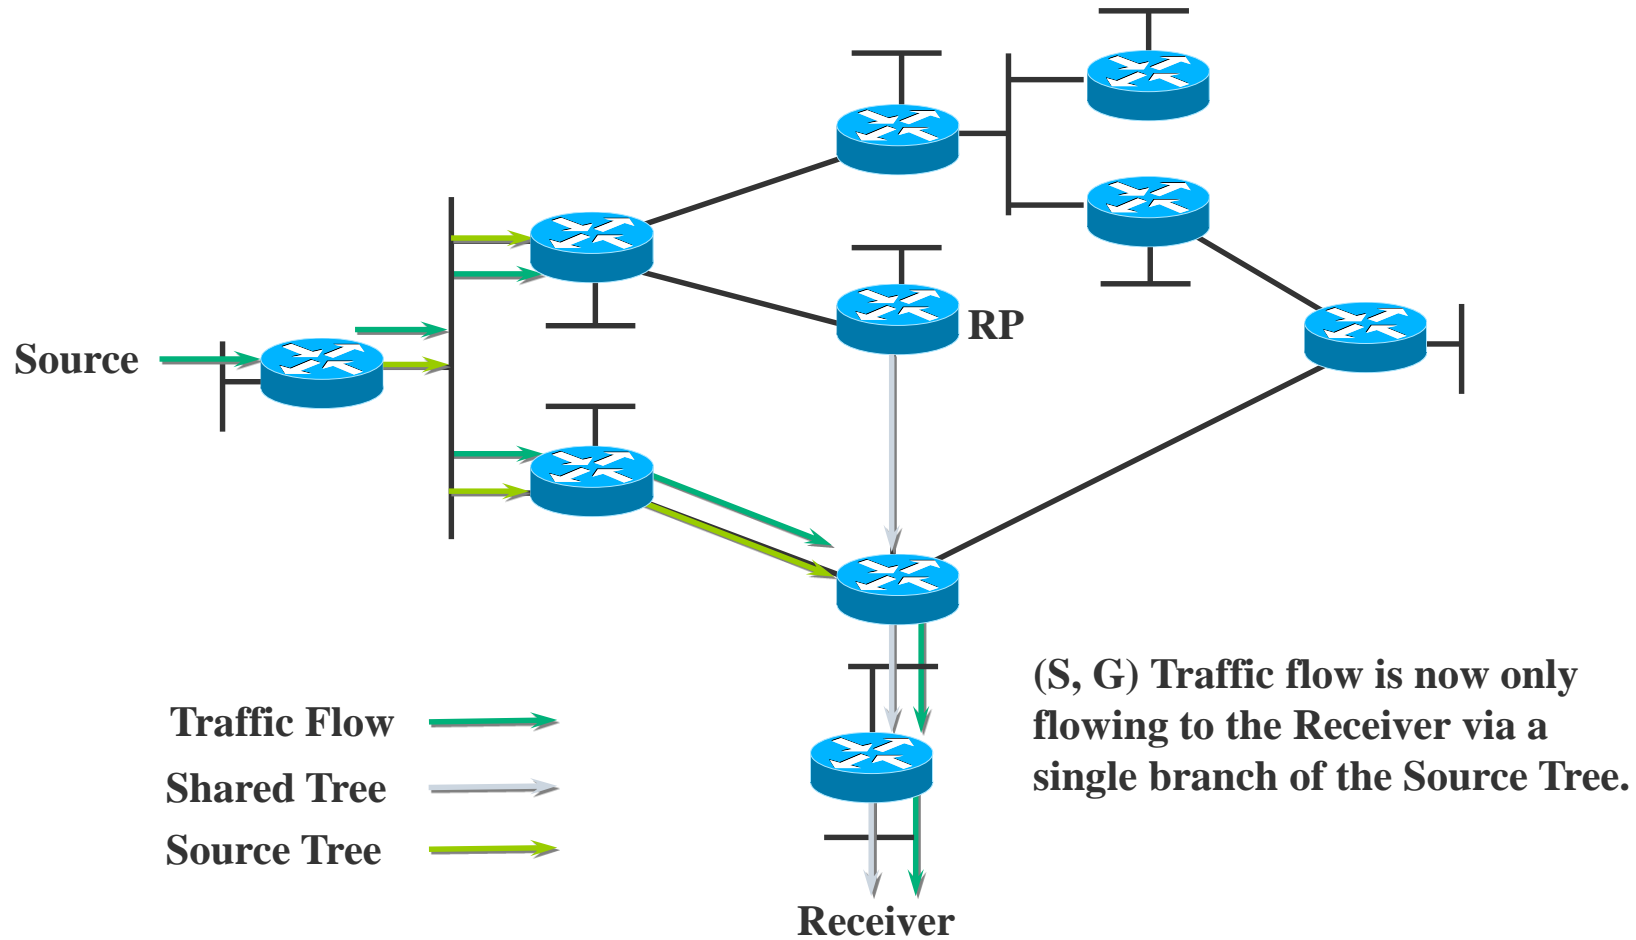 RP
Source
(S, G) Traffic flow is now only
flowing to the Receiver via a
single branch of the Source Tree.
Traffic Flow
Shared Tree
Source Tree
Receiver